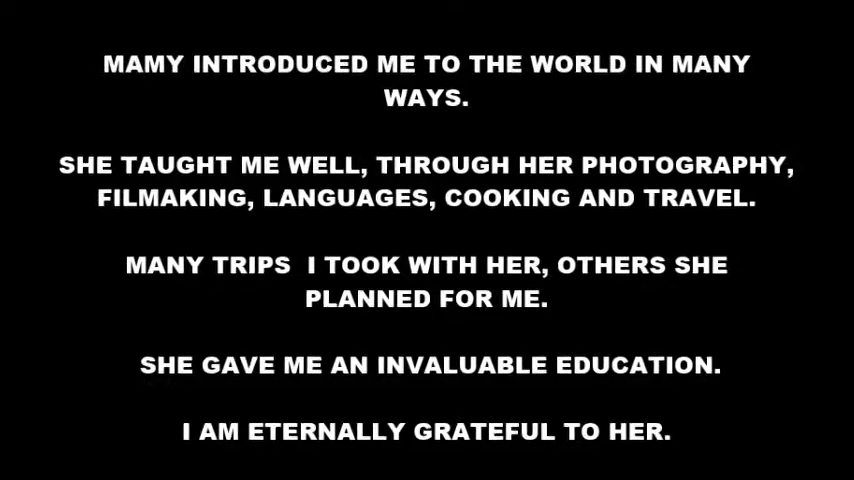 MAMY INTRODUCED ME TO THE WORLD IN MANY
WAYS.
SHE TAUGHT ME WELL, THROUGH HER PHOTOGRAPHY,
FILMAKING, LANGUAGES, COOKING AND TRAVEL.
MANY TRIPS  I TOOK WITH HER, OTHERS SHE
PLANNED FOR ME.
SHE GAVE ME AN INVALUABLE EDUCATION.
I AM ETERNALLY GRATEFUL TO HER.